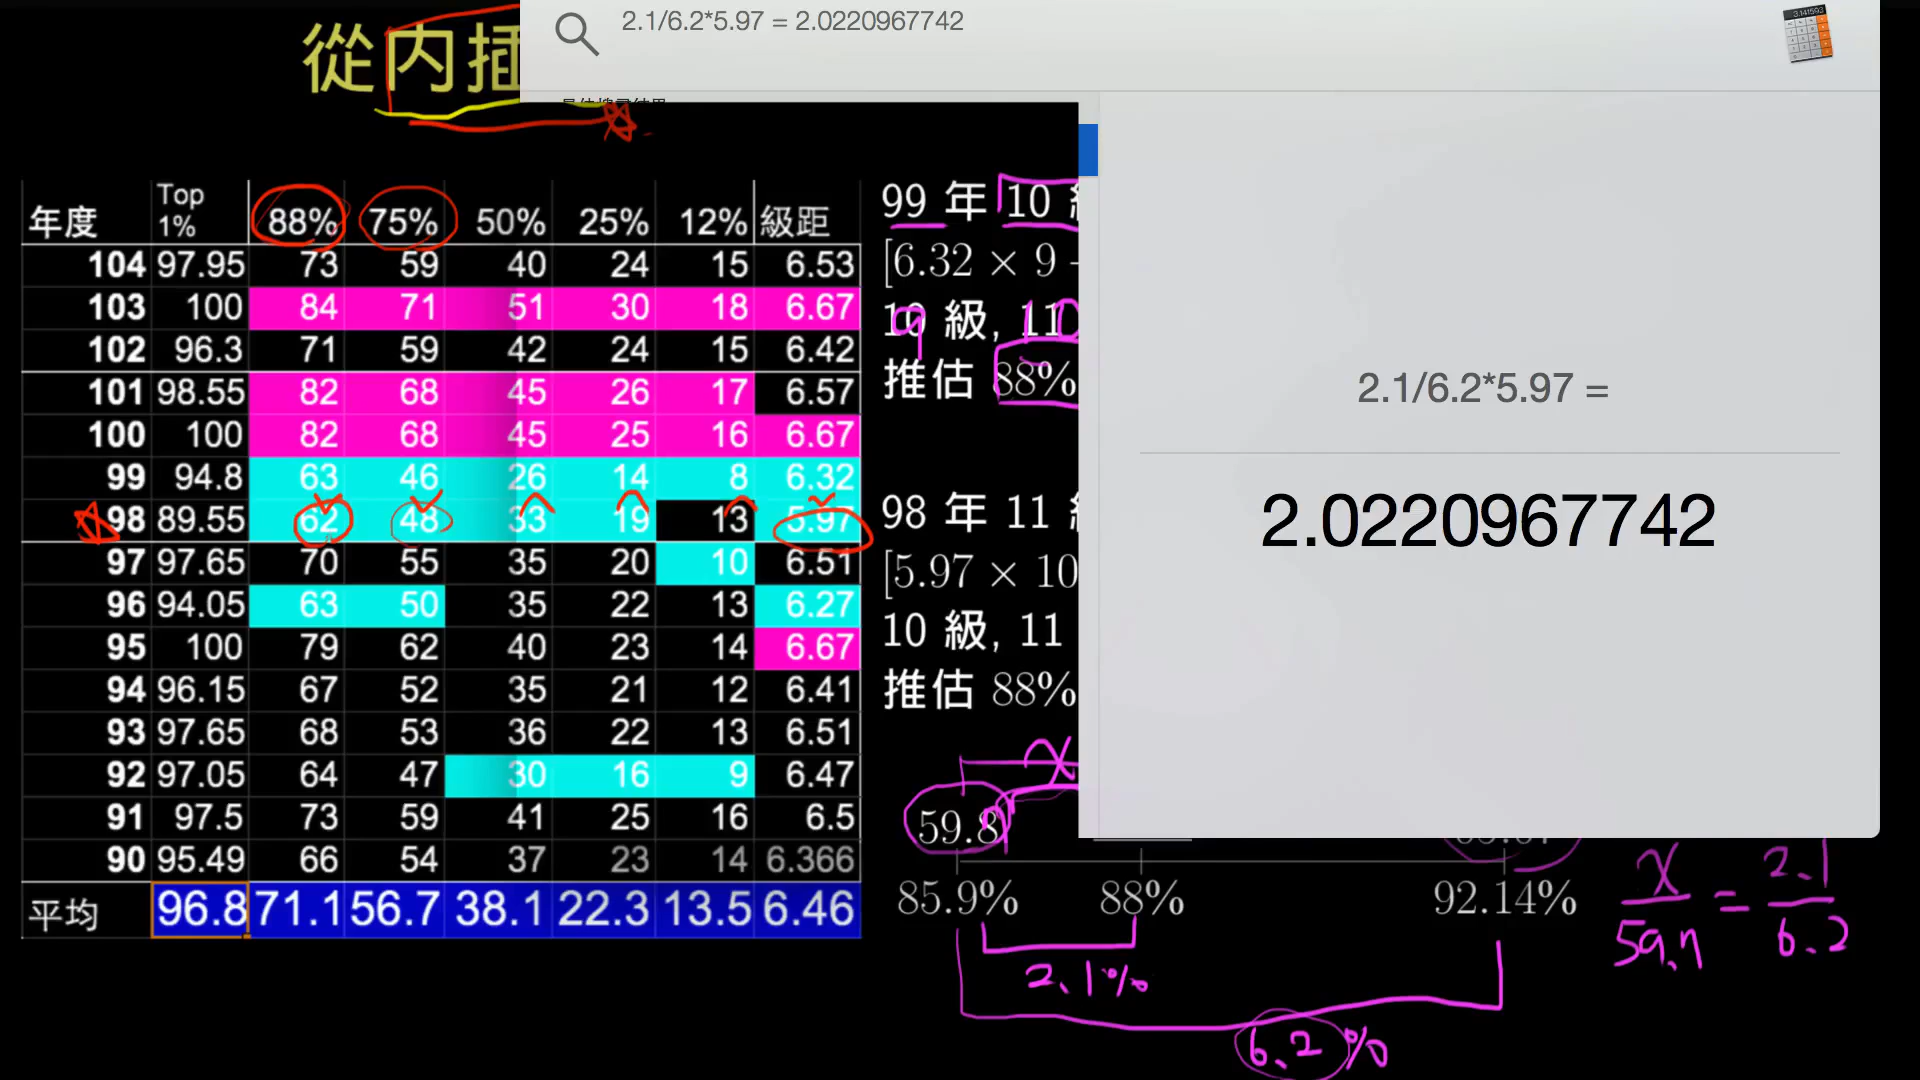 從內插
2.1/6.2*5.97 = 2.0220967742
年度 Top 1% 88% 75% 50% 25% 12% 級距
104 97.95 73 59 40 24 15 6.53
103 100 84 71 51 30 18 6.67
102 96.3 71 59 42 24 15 6.42
101 98.55 82 68 45 26 17 6.57
100 100 82 68 45 25 16 6.67
99 94.8 63 46 26 14 8 6.32
98 89.55 62 48 33 19 13 5.97
97 97.65 70 55 35 20 10 6.51
96 94.05 63 50 35 22 13 6.27
95 100 79 62 40 23 14 6.67
94 96.15 67 52 35 21 12 6.41
93 97.65 68 53 36 22 13 6.51
92 97.05 64 47 30 16 9 6.47
91 97.5 73 59 41 25 16 6.5
90 95.49 66 54 37 23 14 6.366
平均 96.8 71.1 56.7 38.1 22.3 13.5 6.46
99 年 10
[6.32 × 9
10 級, 11
推估 88%
98 年 11
[5.97 × 10
10 級, 11
推估 88%
x
59.8
85.9% 88% 92.14%
2.1%
6.2%
x/59.7 = 2.1/6.2
2.1/6.2*5.97 =
2.0220967742